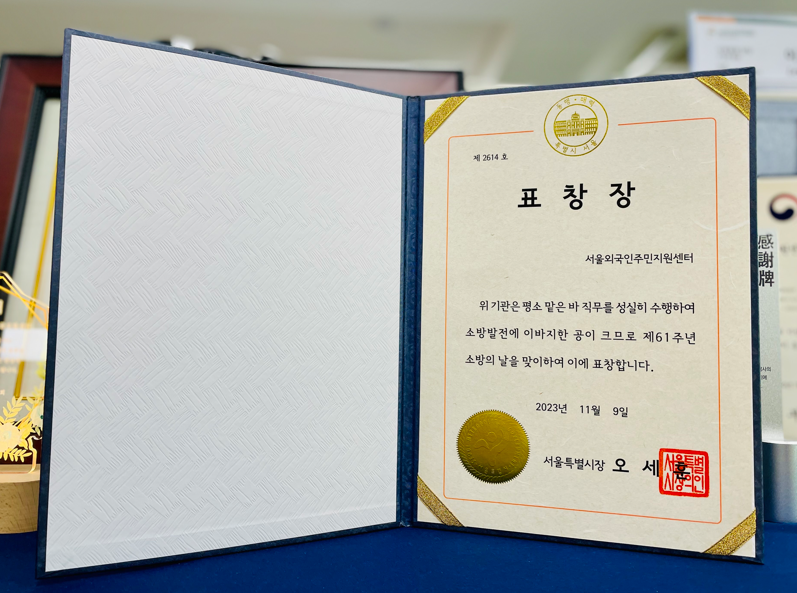 제 2614 호
표 창 장
서울외국인주민지원센터
위 기관은 평소 맡은 바 직무를 성실히 수행하여
소방발전에 이바지한 공이 크므로 제61주년
소방의 날을 맞이하여 이에 표창합니다.
2023년 11월 9일
서울특별시장 오 세 훈
서울특별
시장의인
感謝牌